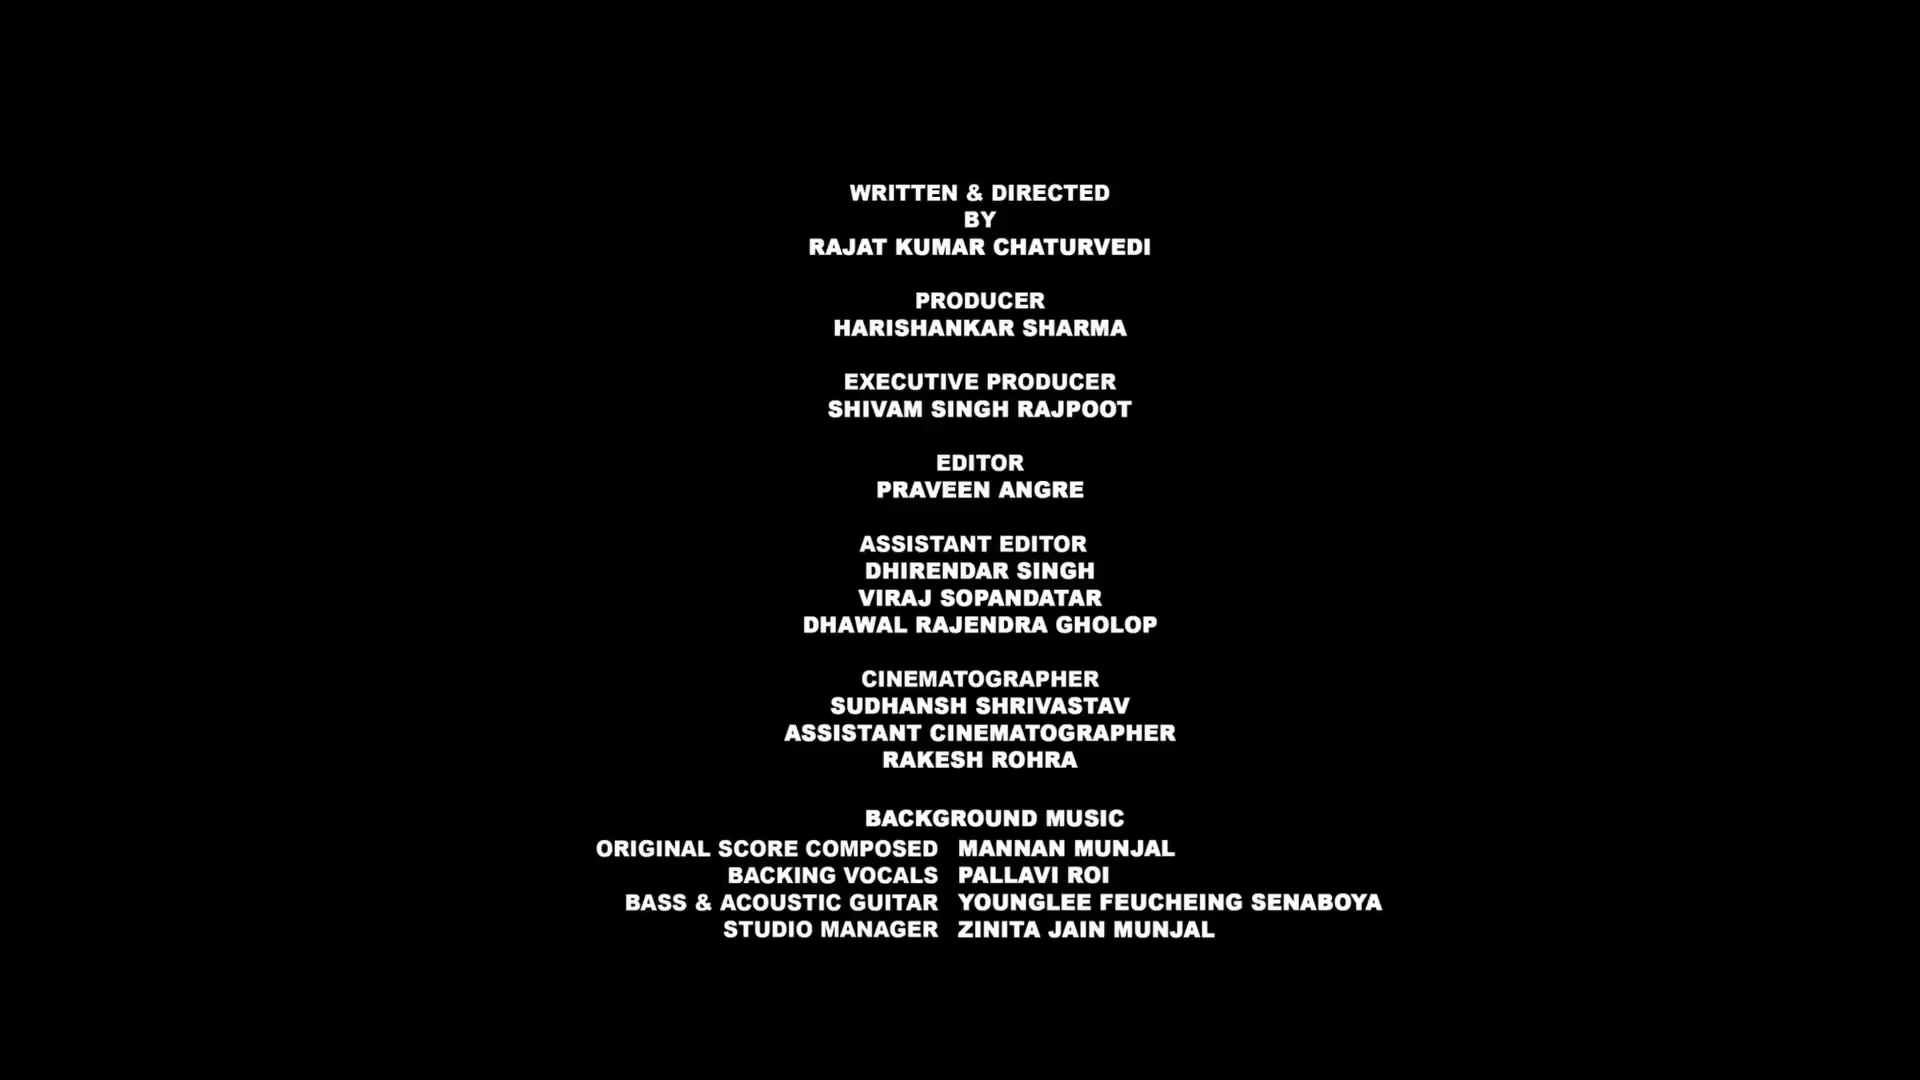 WRITTEN & DIRECTED
BY
RAJAT KUMAR CHATURVEDI
PRODUCER
HARISHANKAR SHARMA
EXECUTIVE PRODUCER
SHIVAM SINGH RAJPOOT
EDITOR
PRAVEEN ANGRE
ASSISTANT EDITOR
DHIRENDAR SINGH
VIRAJ SOPANDATAR
DHAWAL RAJENDRA GHOLOP
CINEMATOGRAPHER
SUDHANSH SHRIVASTAV
ASSISTANT CINEMATOGRAPHER
RAKESH ROHRA
BACKGROUND MUSIC
ORIGINAL SCORE COMPOSED MANNAN MUNJAL
BACKING VOCALS PALLAVI ROI
BASS & ACOUSTIC GUITAR YOUNGLEE FEUCHEING SENABOYA
STUDIO MANAGER ZINITA JAIN MUNJAL